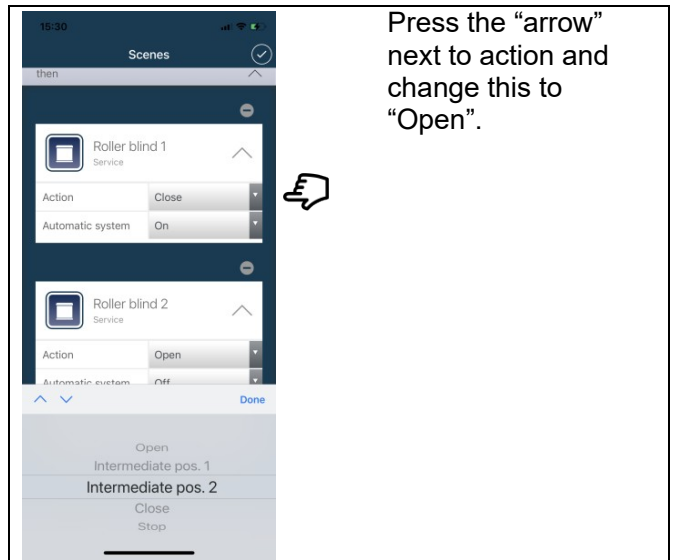 15:30
Scenes
then
Roller blind 1
Service
Action Close
Automatic system On
Roller blind 2
Service
Action Open
Automatic system Off
Done
Open
Intermediate pos. 1
Intermediate pos. 2
Close
Stop
Press the “arrow”
next to action and
change this to
“Open”.